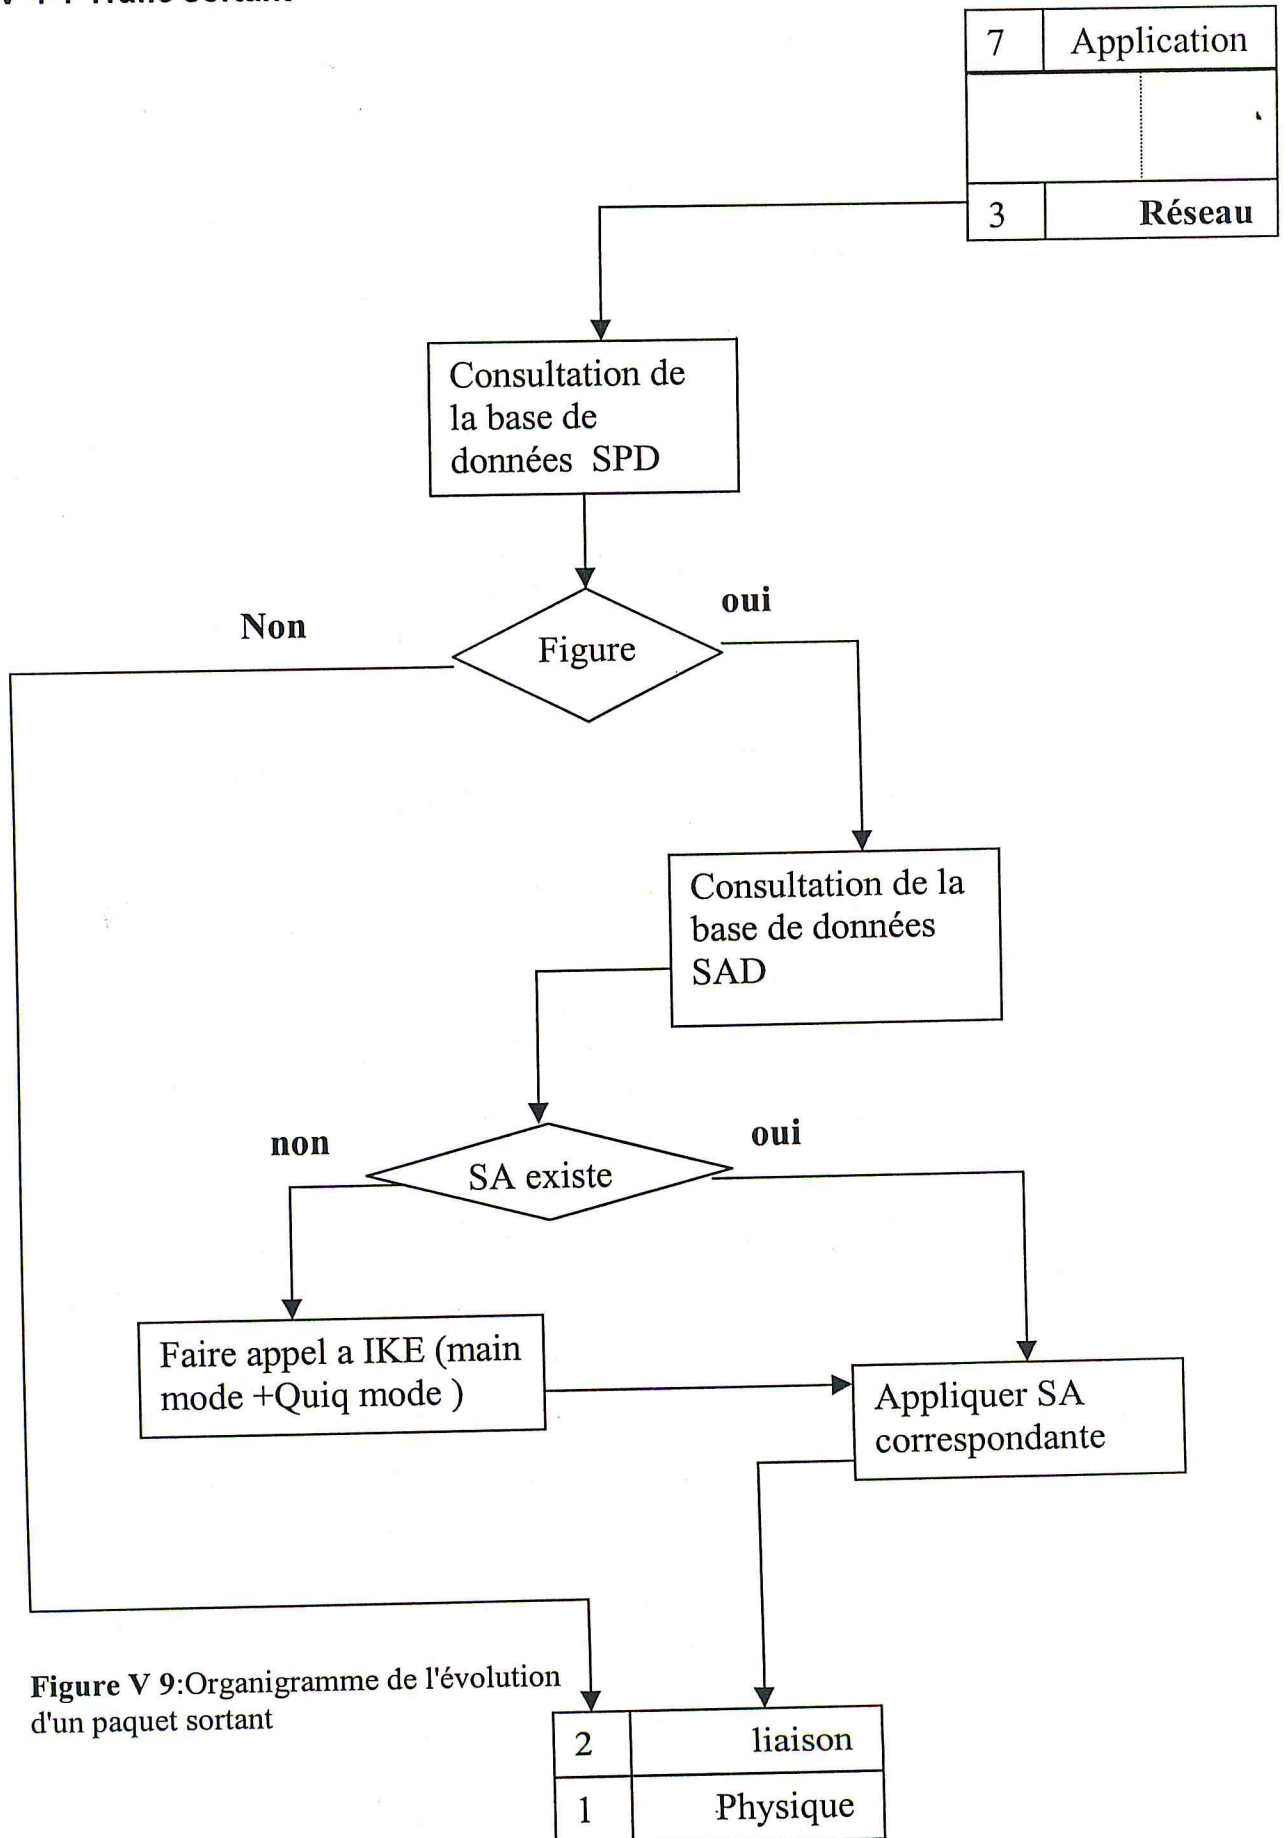 7 Application
3 Réseau
Consultation de
la base de
données SPD
Non
oui
Figure
Consultation de la
base de données
SAD
non
oui
SA existe
Faire appel a IKE (main
mode +Quiq mode )
Appliquer SA
correspondante
Figure V 9:Organigramme de l'évolution
d'un paquet sortant
2 liaison
1 Physique